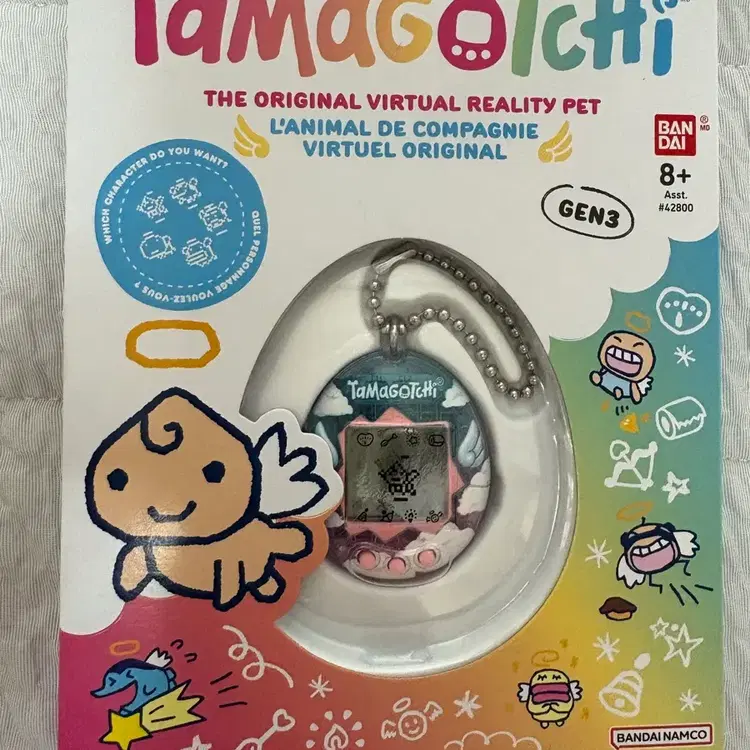 TAMAGOTCHi
THE ORIGINAL VIRTUAL REALITY PET
L'ANIMAL DE COMPAGNIE
VIRTUEL ORIGINAL
BAN
DAI
® MD
8+
Asst.
#42800
WHICH CHARACTER DO YOU WANT?
QUEL PERSONNAGE VOULEZ-VOUS ?
GEN3
TAMAGOTCHi
BANDAI NAMCO